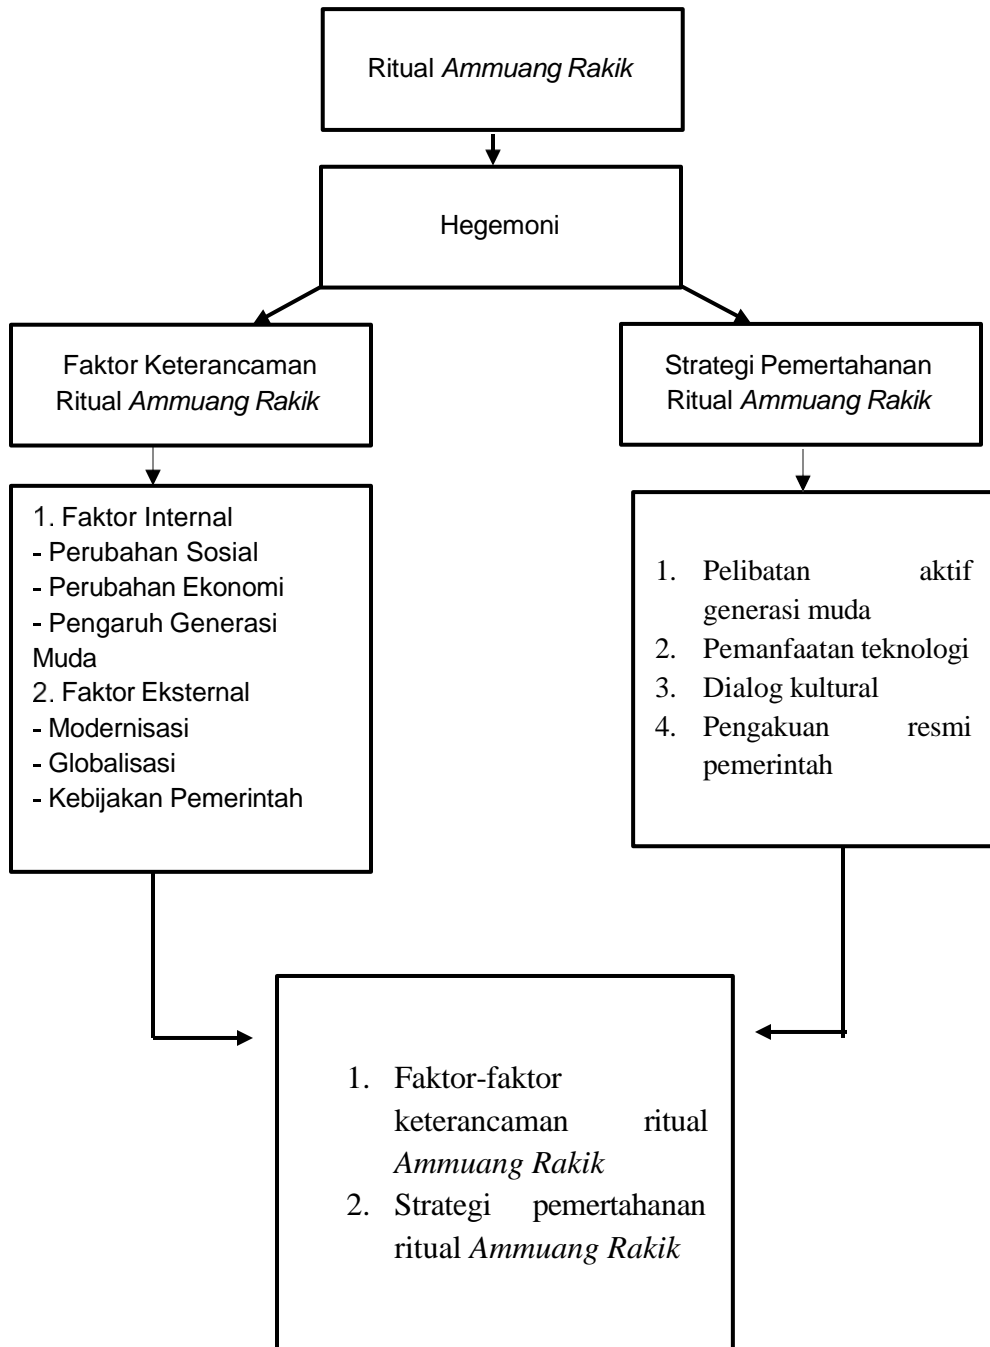 Ritual Ammuang Rakik
Hegemoni
Faktor Keterancaman
Ritual Ammuang Rakik
Strategi Pemertahanan
Ritual Ammuang Rakik
1. Faktor Internal
- Perubahan Sosial
- Perubahan Ekonomi
- Pengaruh Generasi
Muda
2. Faktor Eksternal
- Modernisasi
- Globalisasi
- Kebijakan Pemerintah
1. Pelibatan aktif
generasi muda
2. Pemanfaatan teknologi
3. Dialog kultural
4. Pengakuan resmi
pemerintah
1. Faktor-faktor
keterancaman ritual
Ammuang Rakik
2. Strategi pemertahanan
ritual Ammuang Rakik